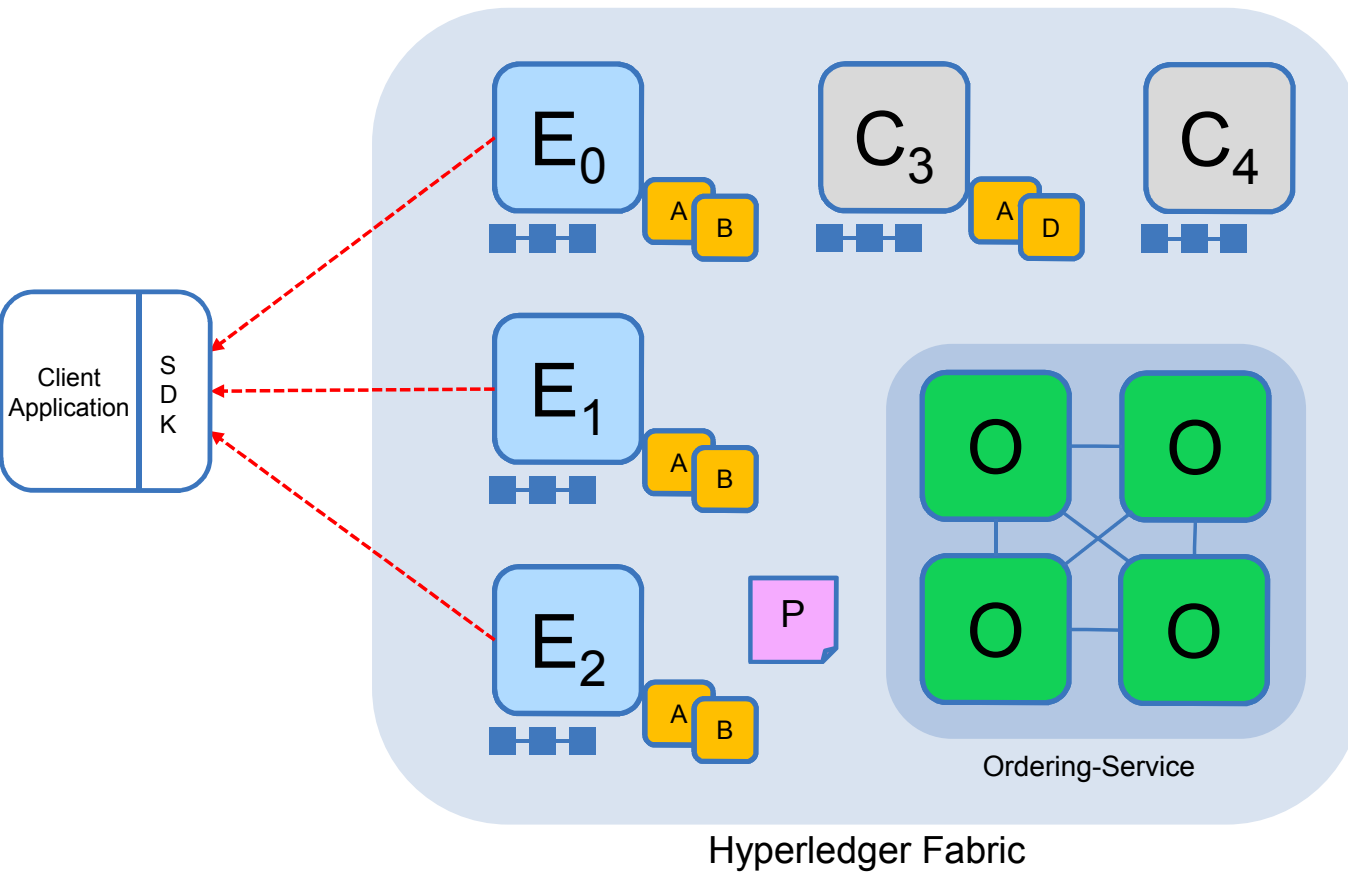 E0
C3
C4
A
B
A
D
Client
Application
S
D
K
E1
A
B
O
O
E2
P
O
O
A
B
Ordering-Service
Hyperledger Fabric